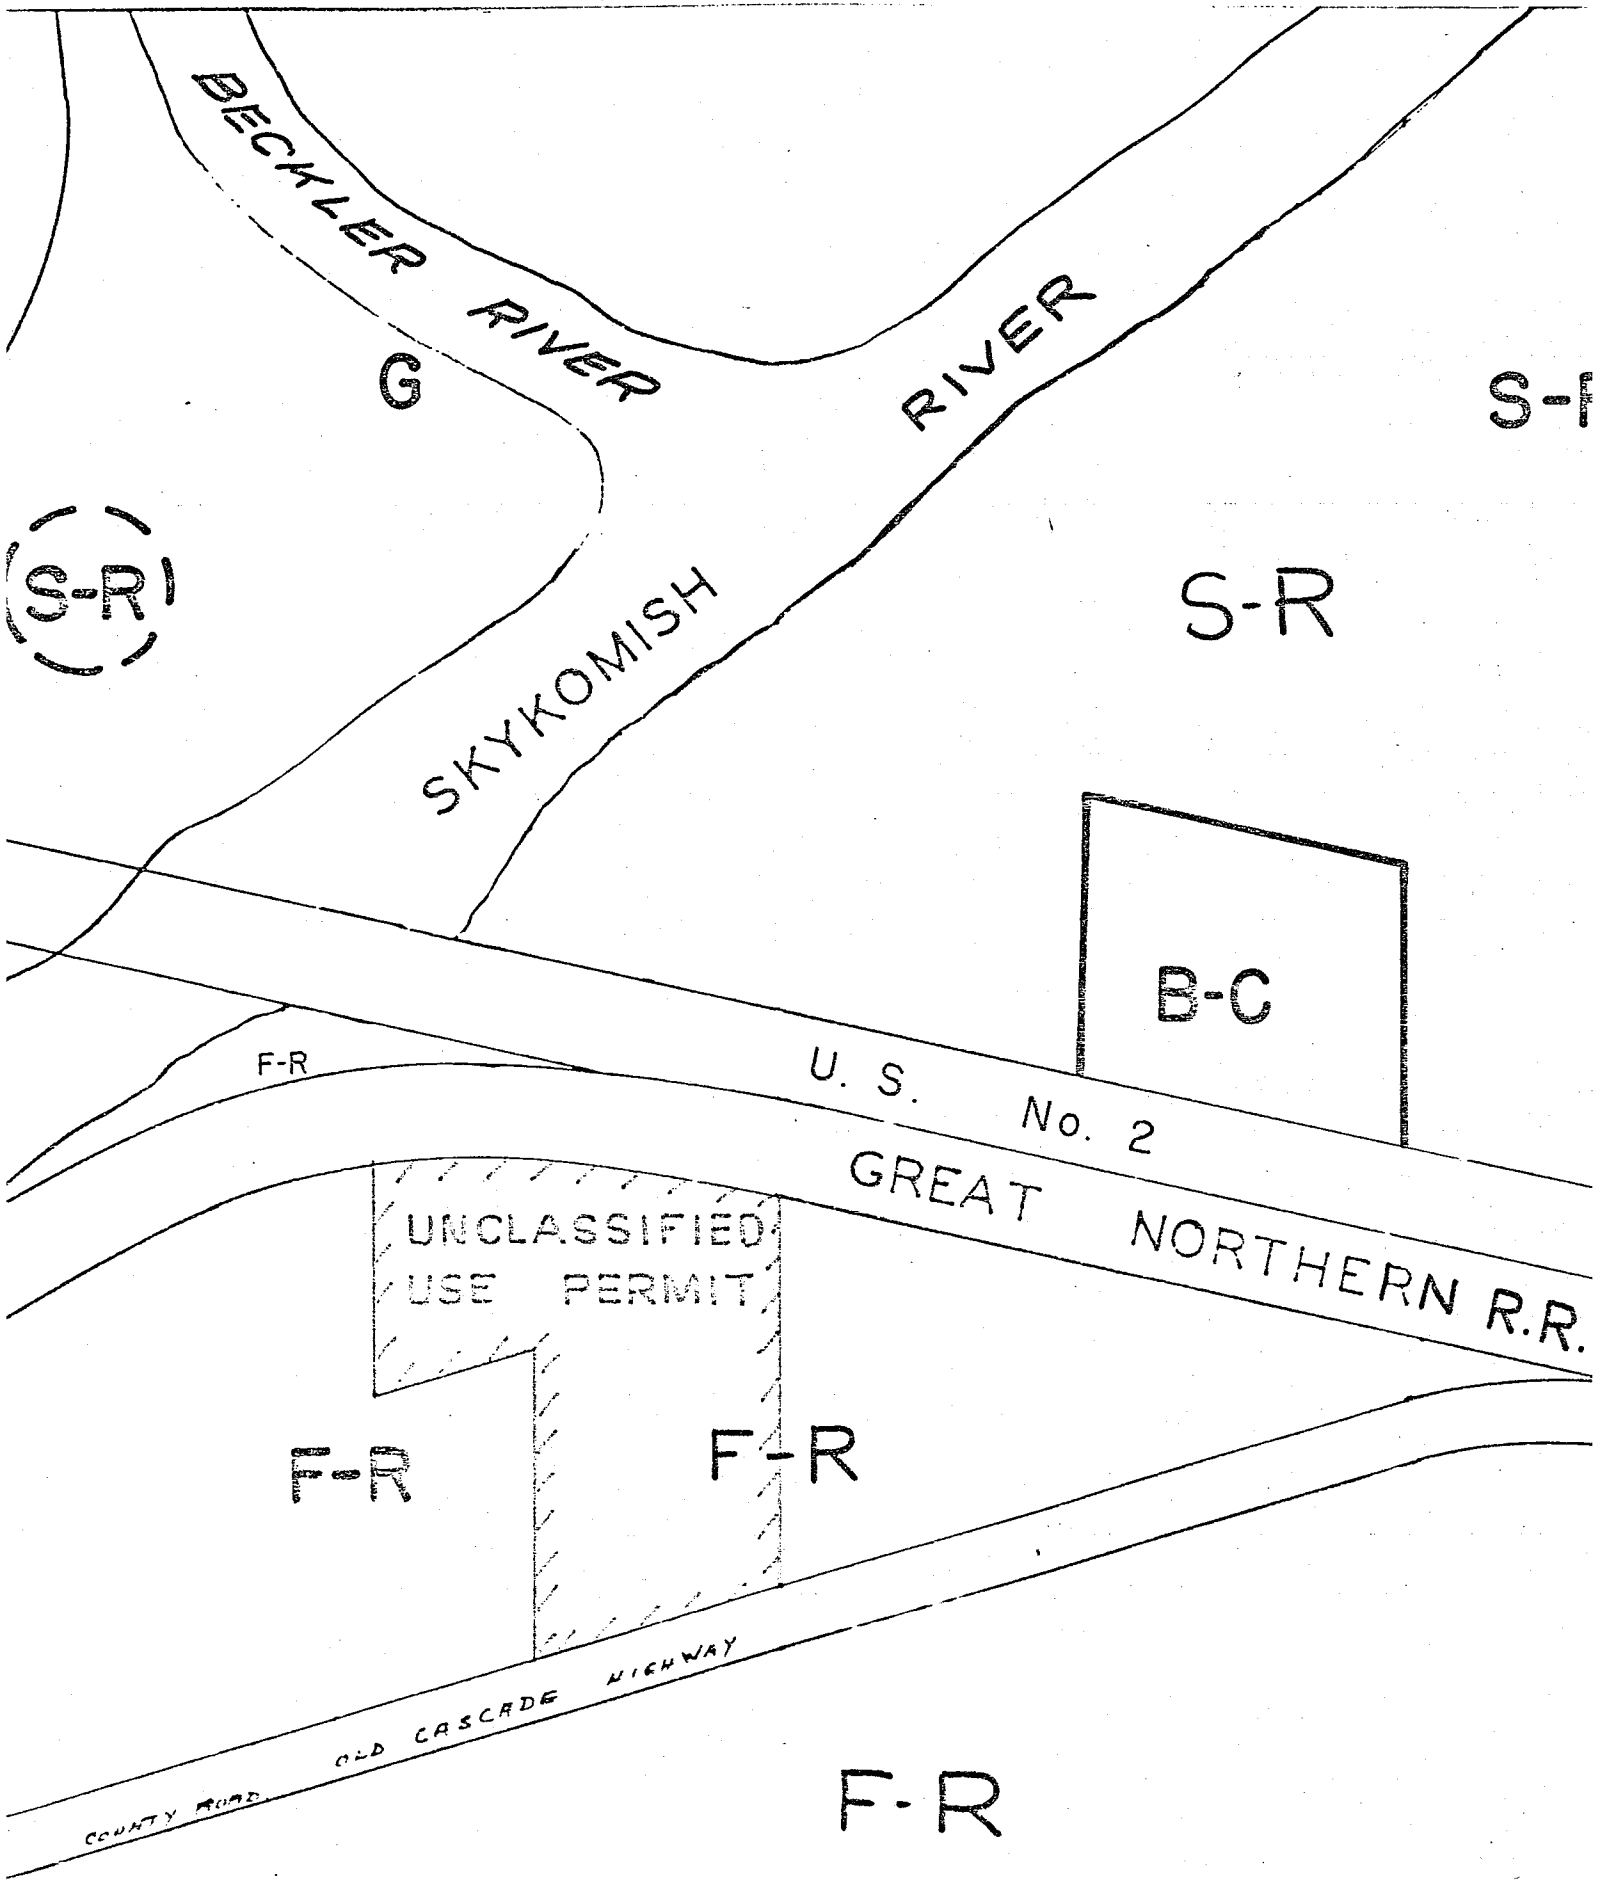 BECKLER RIVER
RIVER
G
S-
S-R
S-R
SKYKOMISH
B-C
F-R
U. S. No. 2
GREAT NORTHERN R.R.
UNCLASSIFIED
USE PERMIT
F-R
F-R
OLD CASCADE HIGHWAY
COUNTY ROAD
F-R